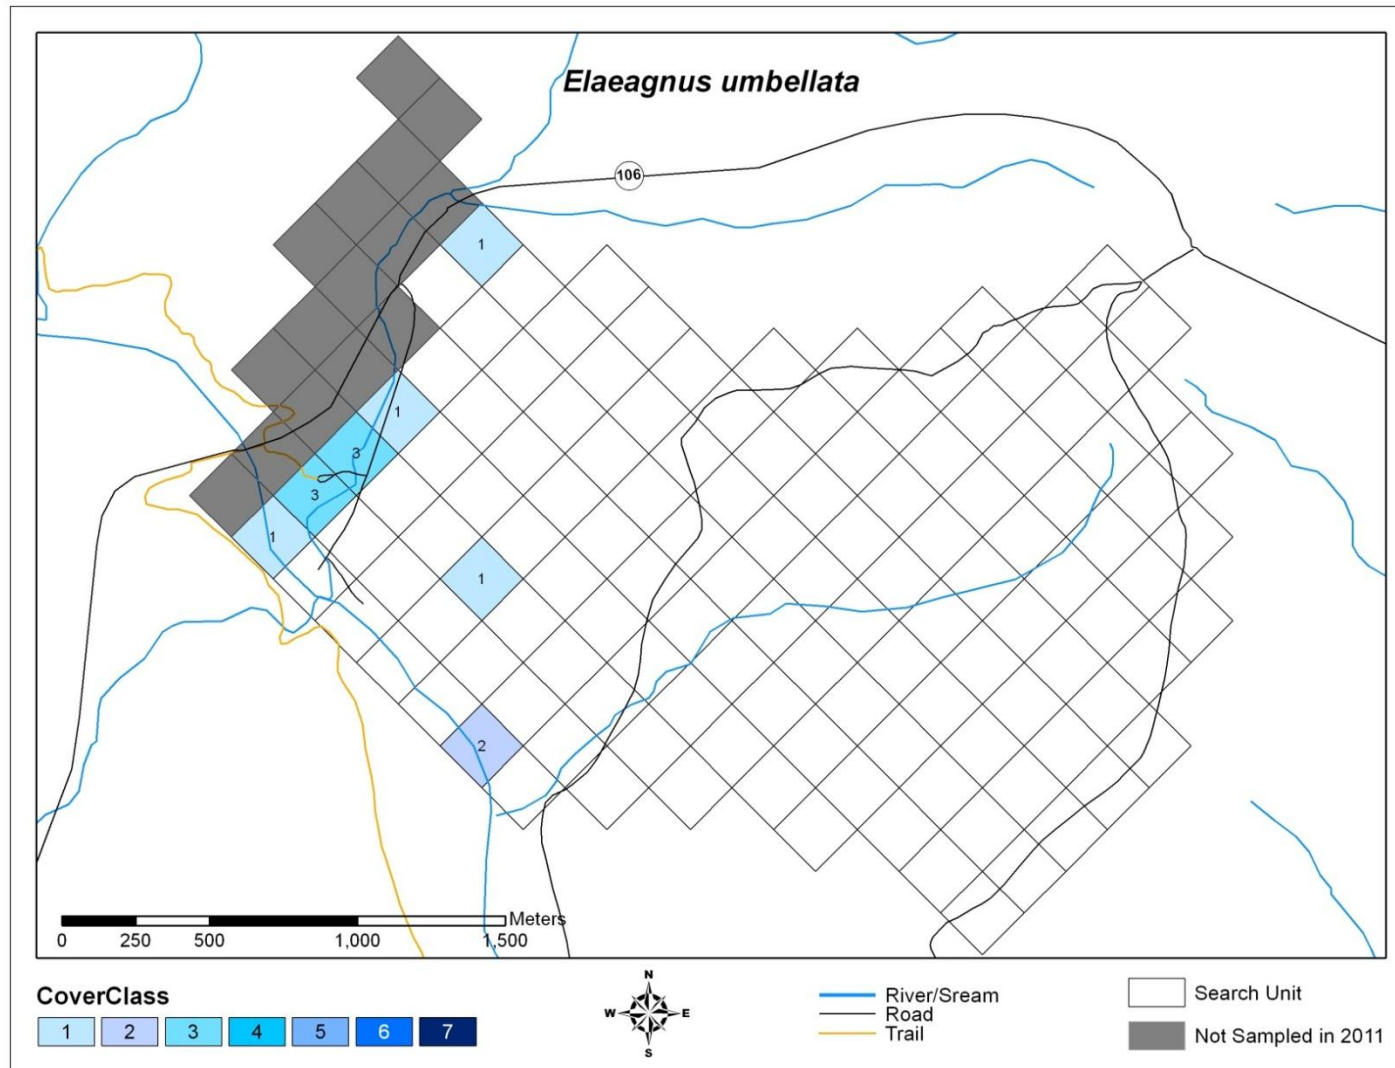 Elaeagnus umbellata
106
1
1
3
3
1
1
2
Meters
0 250 500 1,000 1,500
CoverClass
1 2 3 4 5 6 7
N
W E
S
River/Sream
Road
Trail
Search Unit
Not Sampled in 2011